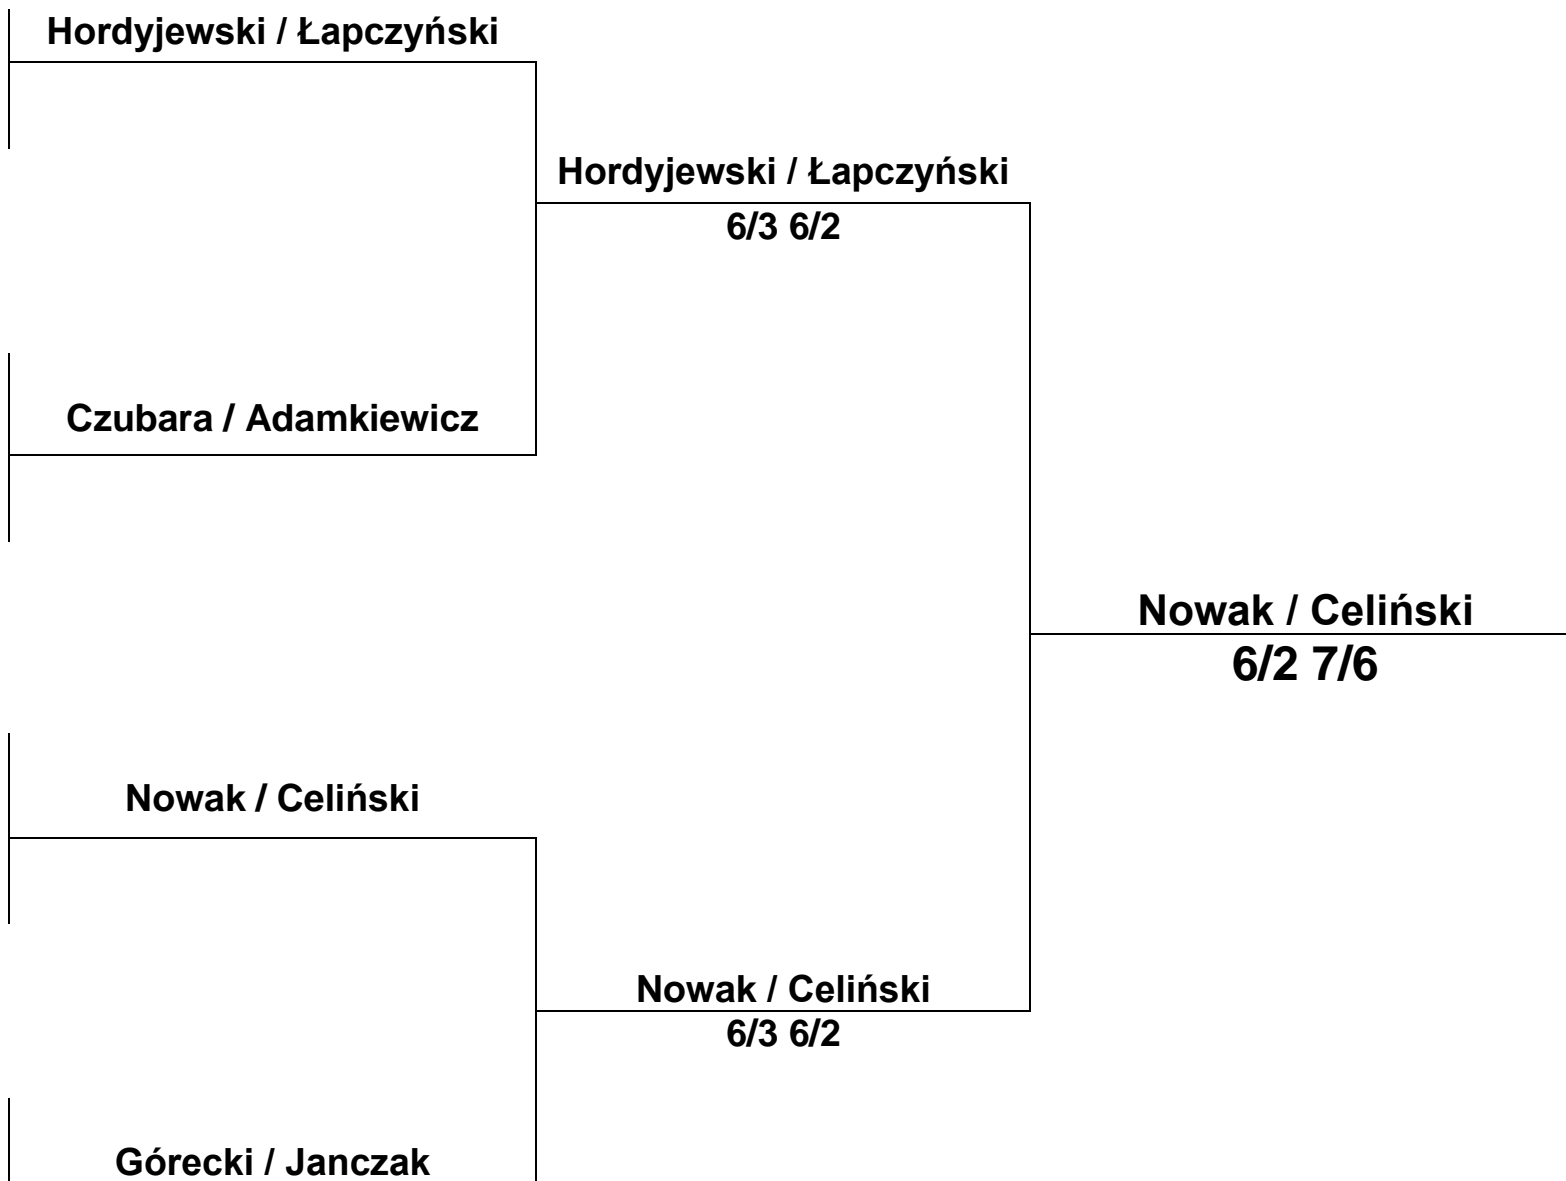 Hordyjewski / Łapczyński
Hordyjewski / Łapczyński
6/3 6/2
Czubara / Adamkiewicz
Nowak / Celiński
6/2 7/6
Nowak / Celiński
Nowak / Celiński
6/3 6/2
Górecki / Janczak